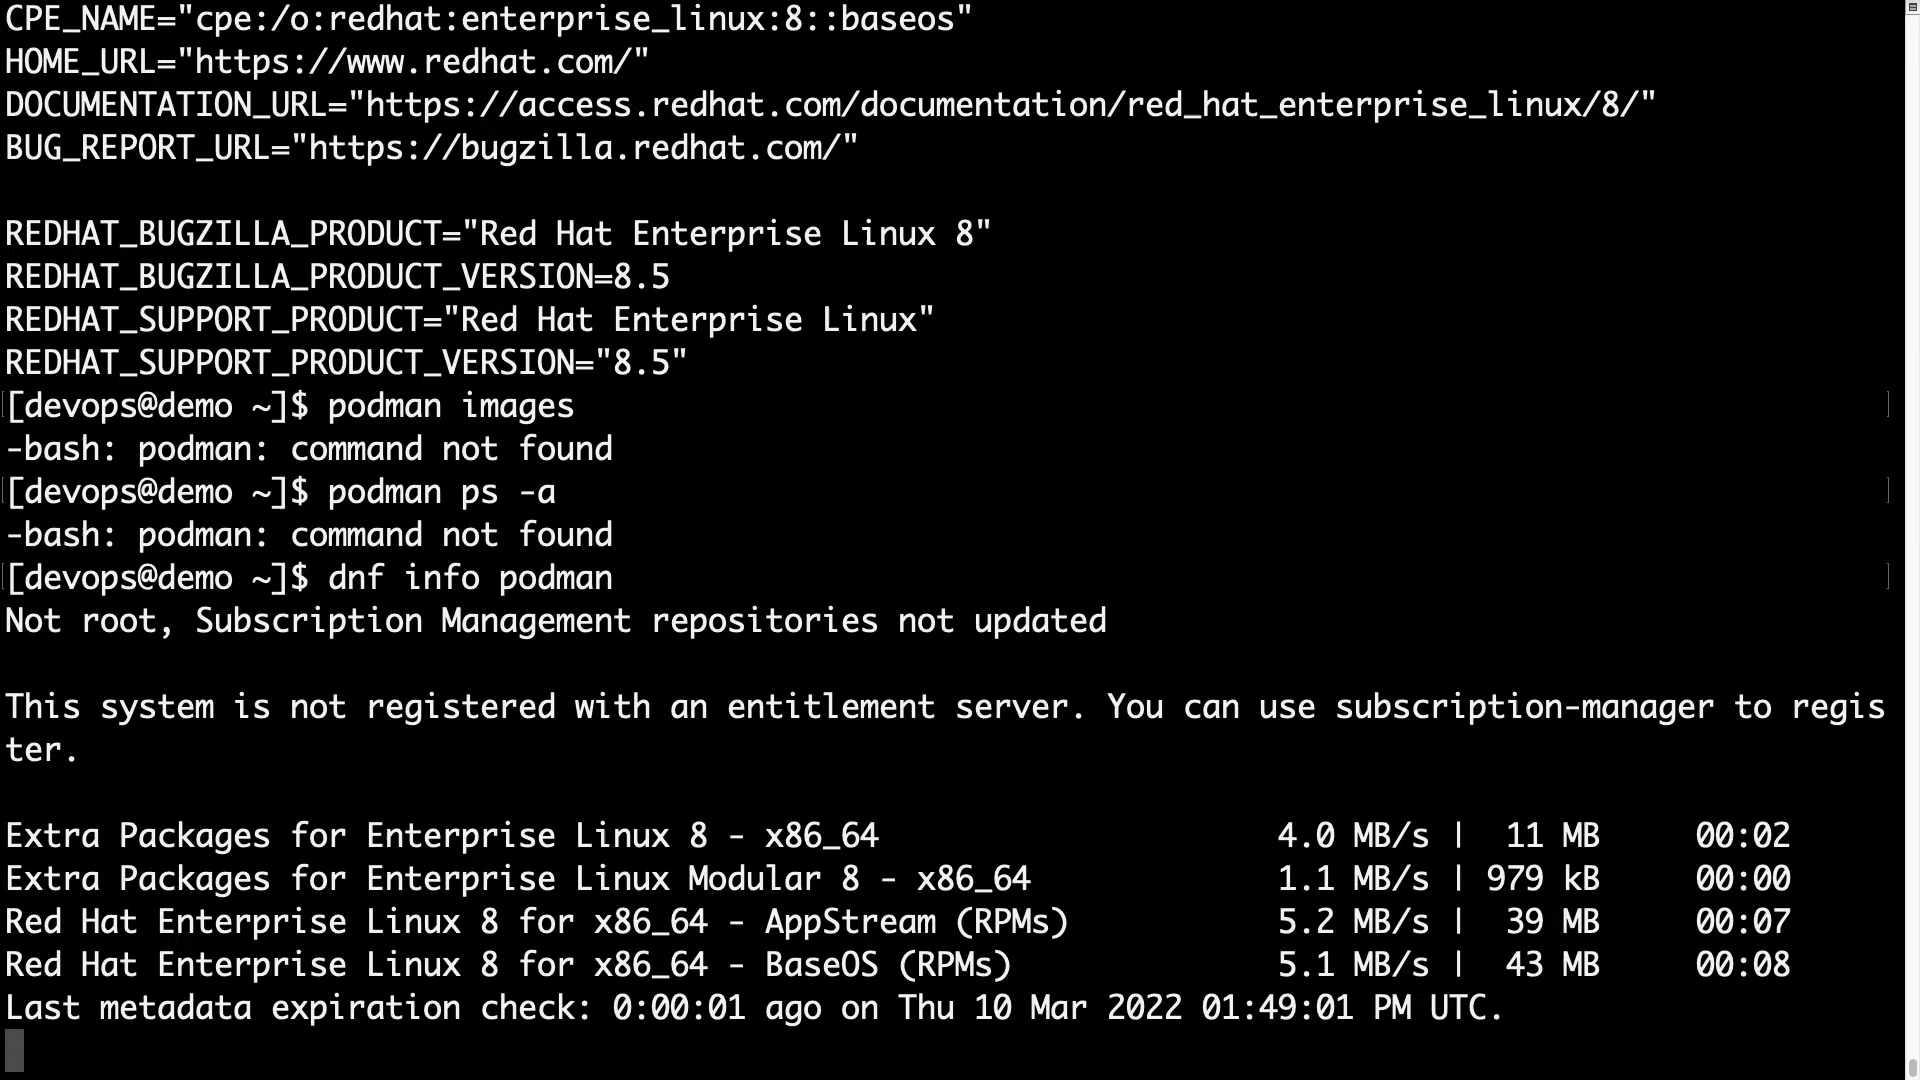 CPE_NAME="cpe:/o:redhat:enterprise_linux:8::baseos"
HOME_URL="https://www.redhat.com/"
DOCUMENTATION_URL="https://access.redhat.com/documentation/red_hat_enterprise_linux/8/"
BUG_REPORT_URL="https://bugzilla.redhat.com/"
REDHAT_BUGZILLA_PRODUCT="Red Hat Enterprise Linux 8"
REDHAT_BUGZILLA_PRODUCT_VERSION=8.5
REDHAT_SUPPORT_PRODUCT="Red Hat Enterprise Linux"
REDHAT_SUPPORT_PRODUCT_VERSION="8.5"
[devops@demo ~]$ podman images
-bash: podman: command not found
[devops@demo ~]$ podman ps -a
-bash: podman: command not found
[devops@demo ~]$ dnf info podman
Not root, Subscription Management repositories not updated
This system is not registered with an entitlement server. You can use subscription-manager to regis
ter.
Extra Packages for Enterprise Linux 8 - x86_64 4.0 MB/s | 11 MB 00:02
Extra Packages for Enterprise Linux Modular 8 - x86_64 1.1 MB/s | 979 kB 00:00
Red Hat Enterprise Linux 8 for x86_64 - AppStream (RPMs) 5.2 MB/s | 39 MB 00:07
Red Hat Enterprise Linux 8 for x86_64 - BaseOS (RPMs) 5.1 MB/s | 43 MB 00:08
Last metadata expiration check: 0:00:01 ago on Thu 10 Mar 2022 01:49:01 PM UTC.